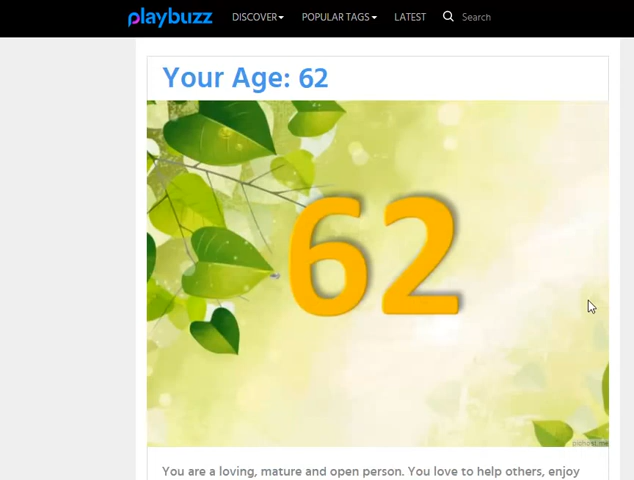 playbuzz DISCOVER POPULAR TAGS LATEST Search
Your Age: 62
62
You are a loving, mature and open person. You love to help others, enjoy